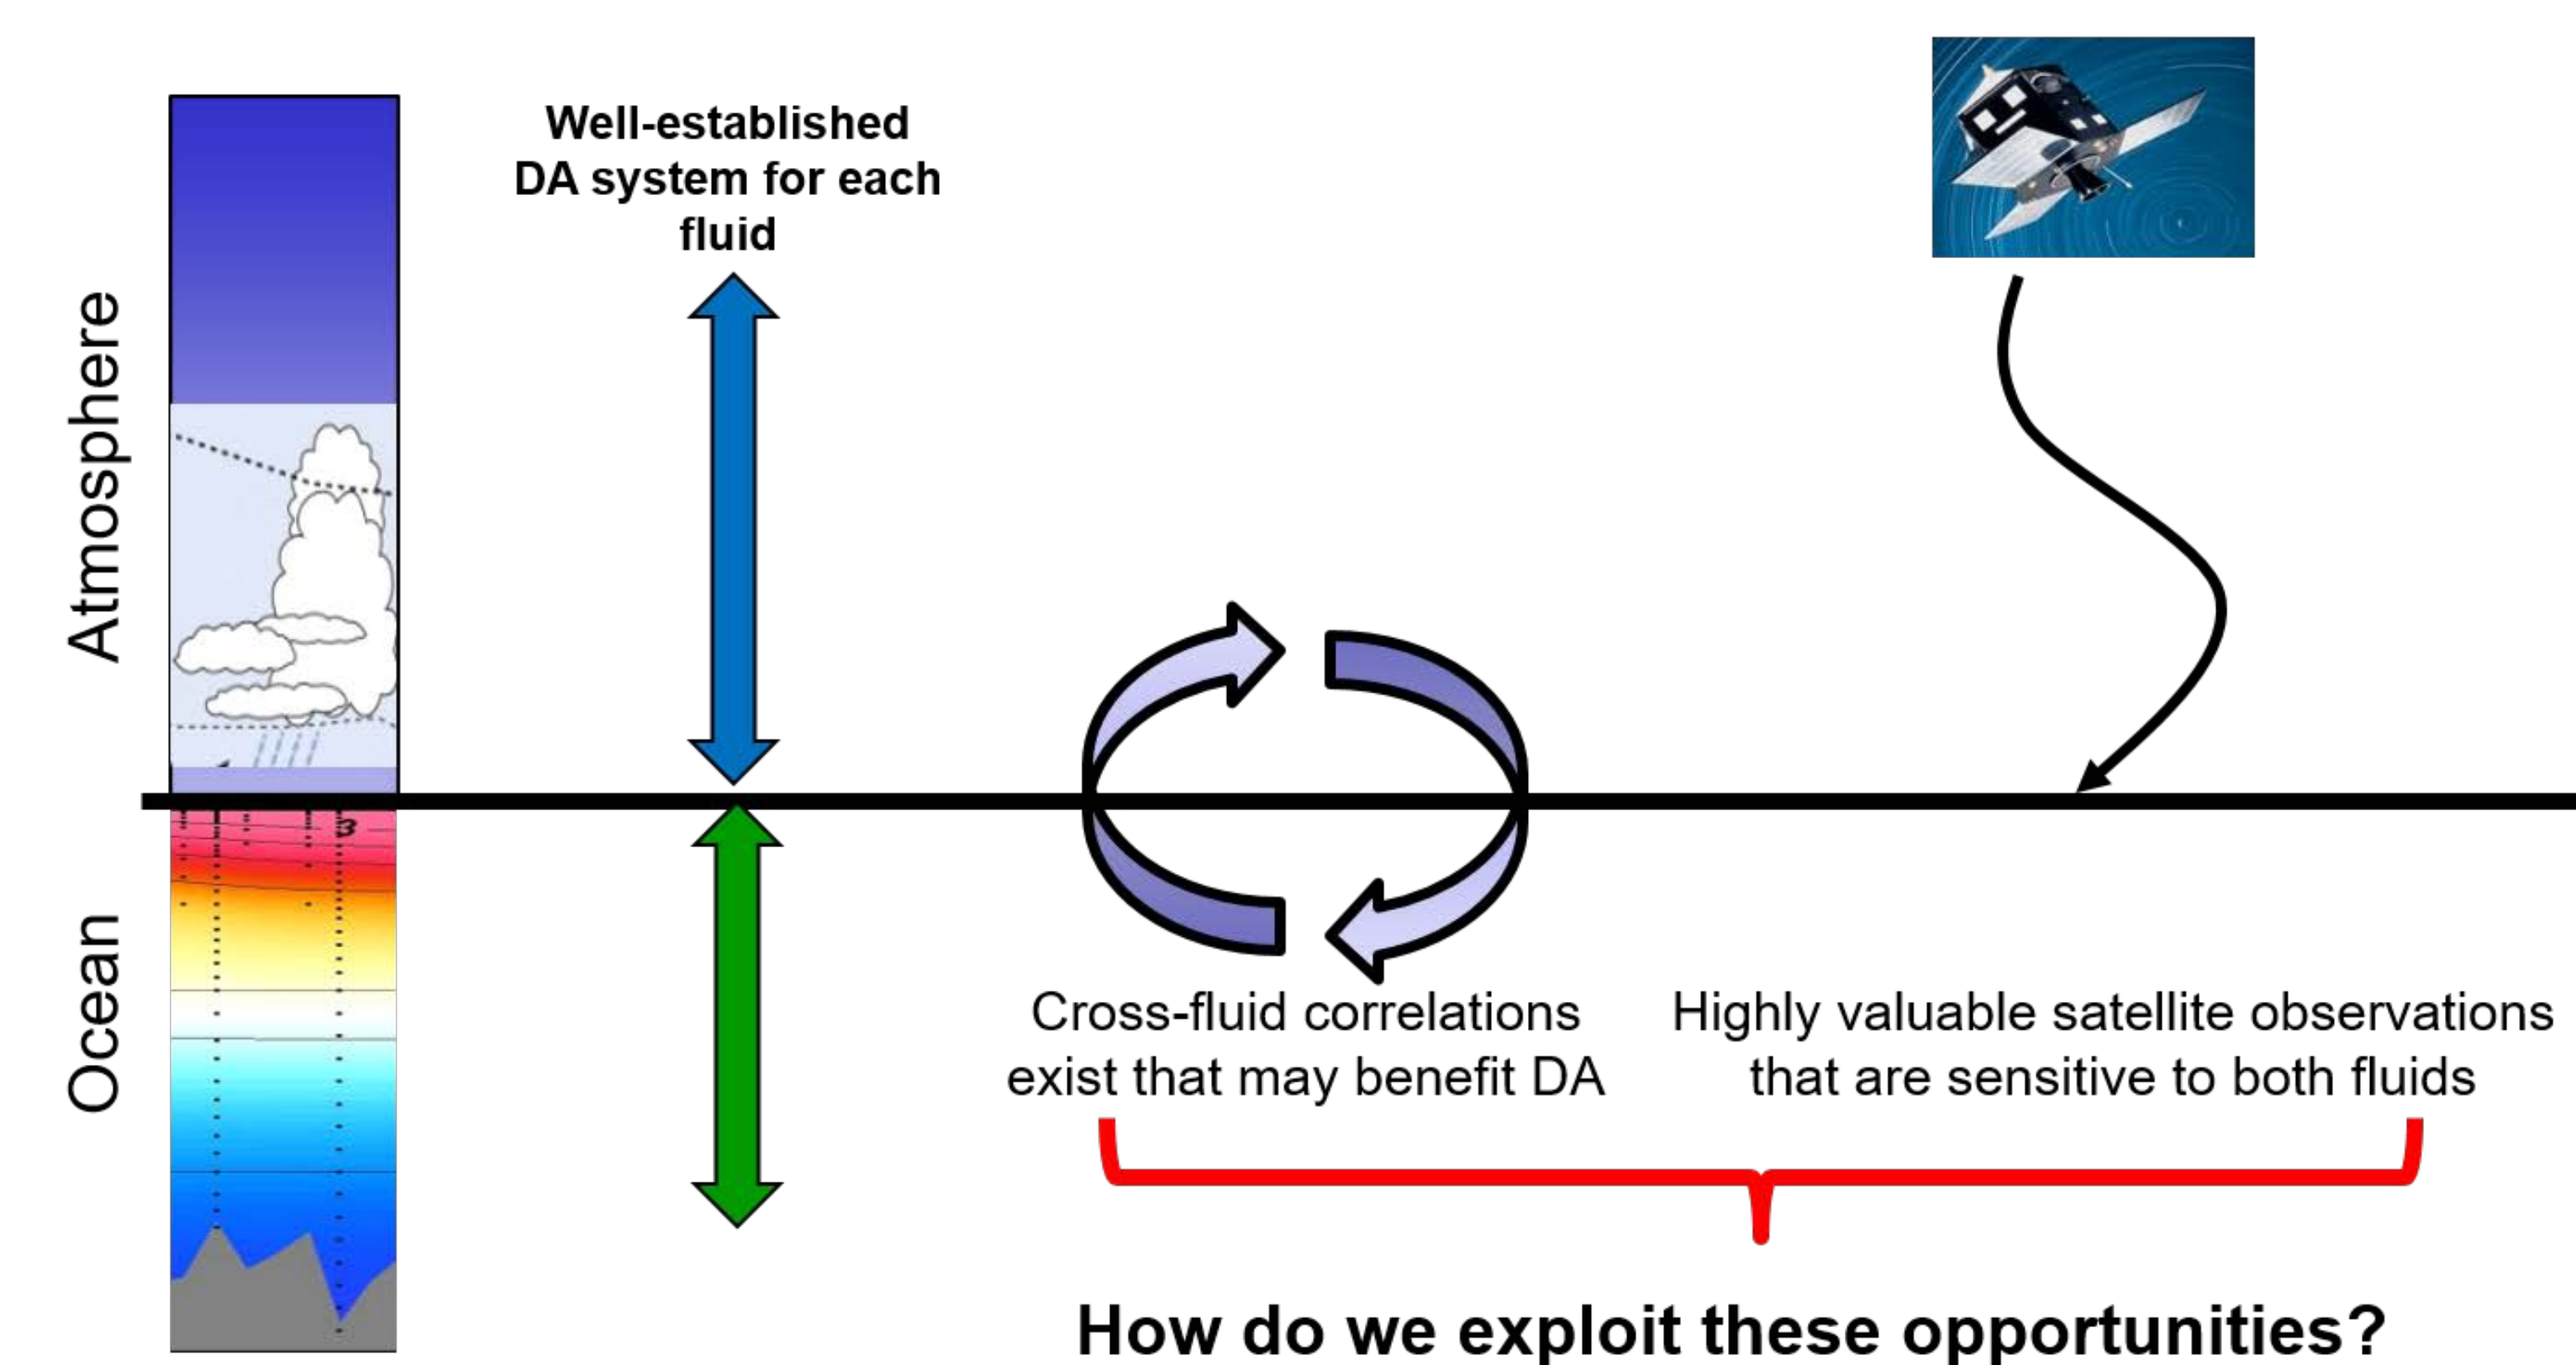 Well-established
DA system for each
fluid
Atmosphere
3
Ocean
Cross-fluid correlations
exist that may benefit DA
Highly valuable satellite observations
that are sensitive to both fluids
How do we exploit these opportunities?